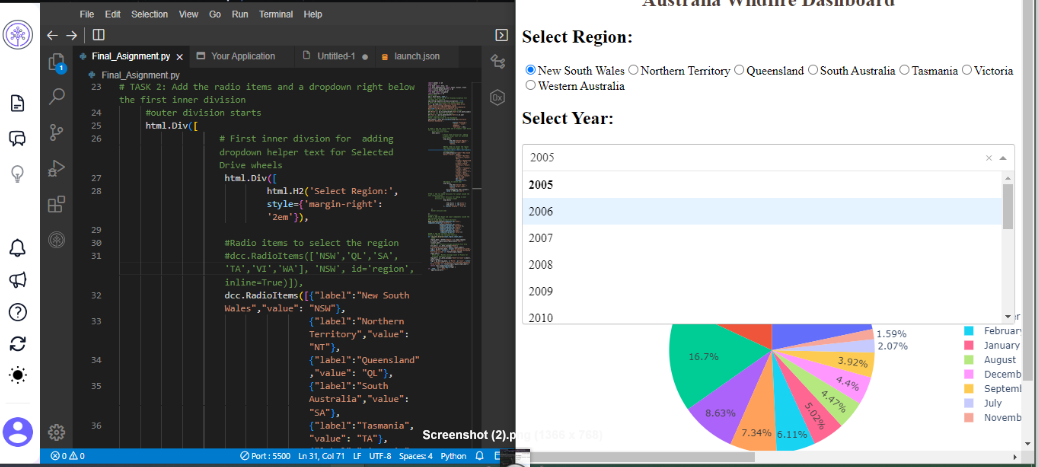 File Edit Selection View Go Run Terminal Help
Final_Asignment.py Your Application Untitled-1 launch.json
Final_Asignment.py
23 # TASK 2: Add the radio items and a dropdown right below
the first inner division
24 #outer division starts
25 html.Div([
26 # First inner divsion for adding
dropdown helper text for Selected
Drive wheels
27 html.Div([
28 html.H2('Select Region:',
style={'margin-right':
'2em'}),
29
30 #Radio items to select the region
31 #dcc.RadioItems(['NSW','QL','SA',
'TA','VI','WA'], 'NSW', id='region',
inline=True)]),
32 dcc.RadioItems([{"label":"New South
Wales","value": "NSW"},
33 {"label":"Northern
Territory","value":
"NT"},
34 {"label":"Queensland"
,"value": "QL"},
35 {"label":"South
Australia","value":
"SA"},
36 {"label":"Tasmania",
"value": "TA"},
1
0 0 Port : 5500 Ln 31, Col 71 LF UTF-8 Spaces: 4 Python
Screenshot (2).png (1366 x 768)
Australia Wildfire Dashboard
Select Region:
New South Wales Northern Territory Queensland South Australia Tasmania Victoria
Western Australia
Select Year:
2005
2005
2006
2007
2008
2009
2010
16.7%
8.63%
7.34%
6.11%
5.02%
4.47%
4.4%
3.92%
2.07%
1.59%
Februar
January
August
Decemb
Septemb
July
Novemb